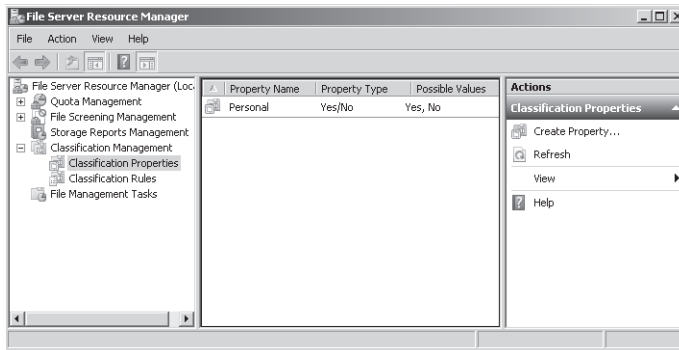 File Server Resource Manager
File Action View Help
File Server Resource Manager (Loc
Quota Management
File Screening Management
Storage Reports Management
Classification Management
Classification Properties
Classification Rules
File Management Tasks
Property Name Property Type Possible Values
Personal Yes/No Yes, No
Actions
Classification Properties
Create Property...
Refresh
View
Help